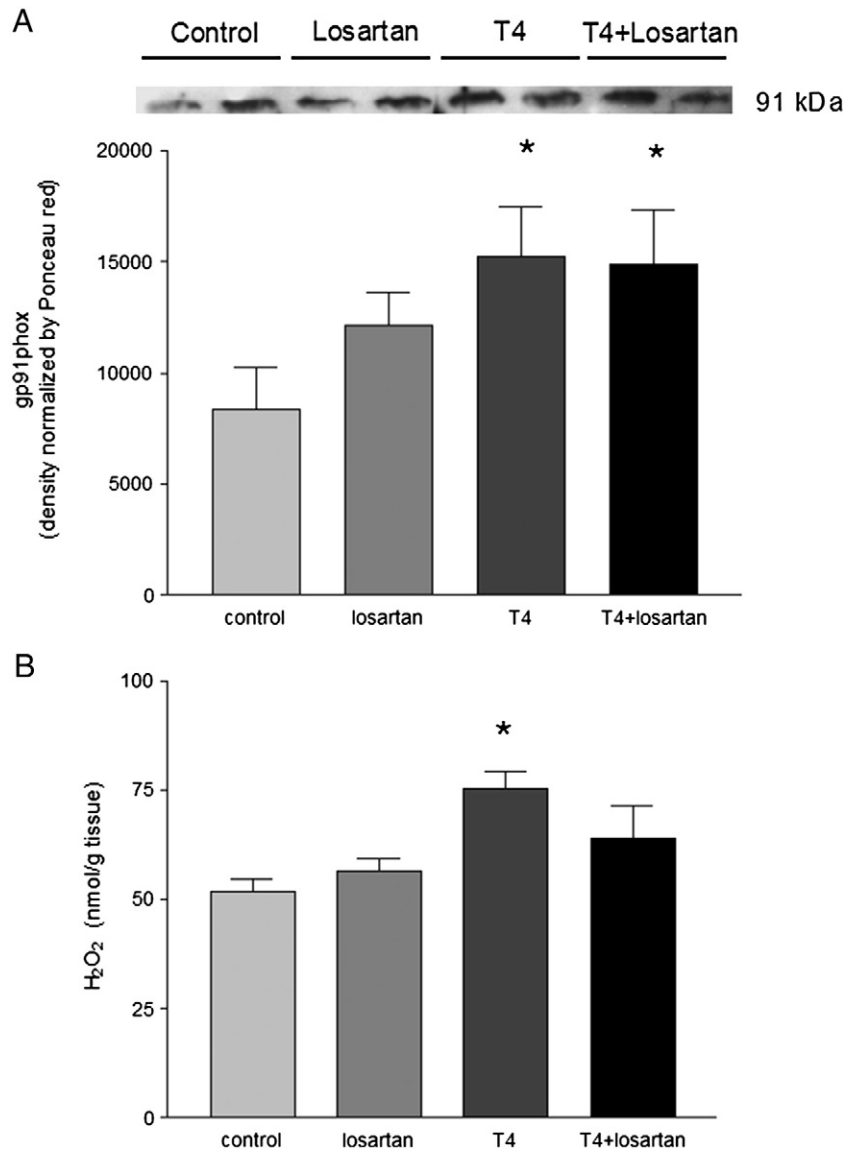 A
Control Losartan T4 T4+Losartan
91 kDa
20000
15000
10000
5000
0
gp91phox
(density normalized by Ponceau red)
* *
control losartan T4 T4+losartan
B
100
75
50
25
0
H₂O₂ (nmol/g tissue)
*
control losartan T4 T4+losartan